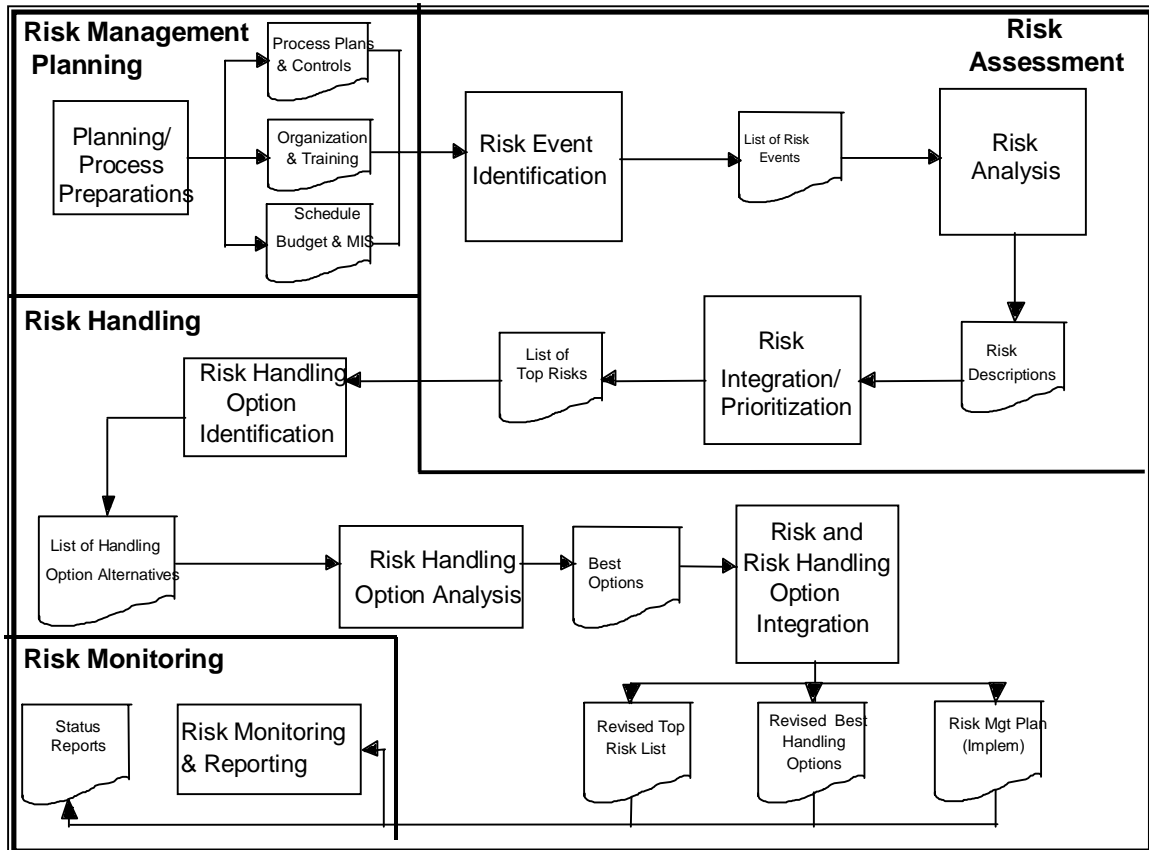 Risk Management
Planning
Process Plans
& Controls
Planning/
Process
Preparations
Organization
& Training
Schedule
Budget & MIS
Risk
Assessment
Risk Event
Identification
List of Risk
Events
Risk
Analysis
Risk
Descriptions
Risk
Integration/
Prioritization
List of
Top Risks
Risk Handling
Risk Handling
Option
Identification
List of Handling
Option Alternatives
Risk Handling
Option Analysis
Best
Options
Risk and
Risk Handling
Option
Integration
Revised Top
Risk List
Revised Best
Handling
Options
Risk Mgt Plan
(Implem)
Risk Monitoring
Status
Reports
Risk Monitoring
& Reporting